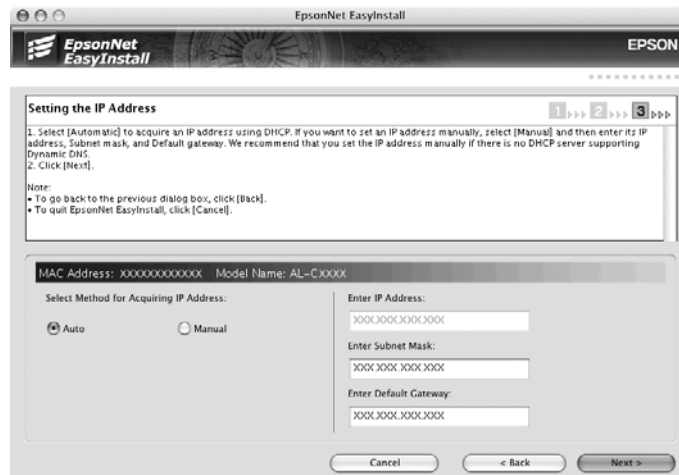 EpsonNet EasyInstall
EpsonNet
EasyInstall
EPSON
Setting the IP Address
1 2 3
1. Select [Automatic] to acquire an IP address using DHCP. If you want to set an IP address manually, select [Manual] and then enter its IP
address, Subnet mask, and Default gateway. We recommend that you set the IP address manually if there is no DHCP server supporting
Dynamic DNS.
2. Click [Next].
Note:
• To go back to the previous dialog box, click [Back].
• To quit EpsonNet EasyInstall, click [Cancel].
MAC Address: XXXXXXXXXXXX Model Name: AL-CXXXX
Select Method for Acquiring IP Address:
Auto
Manual
Enter IP Address:
XXX.XXX.XXX.XXX
Enter Subnet Mask:
XXX.XXX.XXX.XXX
Enter Default Gateway:
XXX.XXX.XXX.XXX
Cancel
< Back
Next >